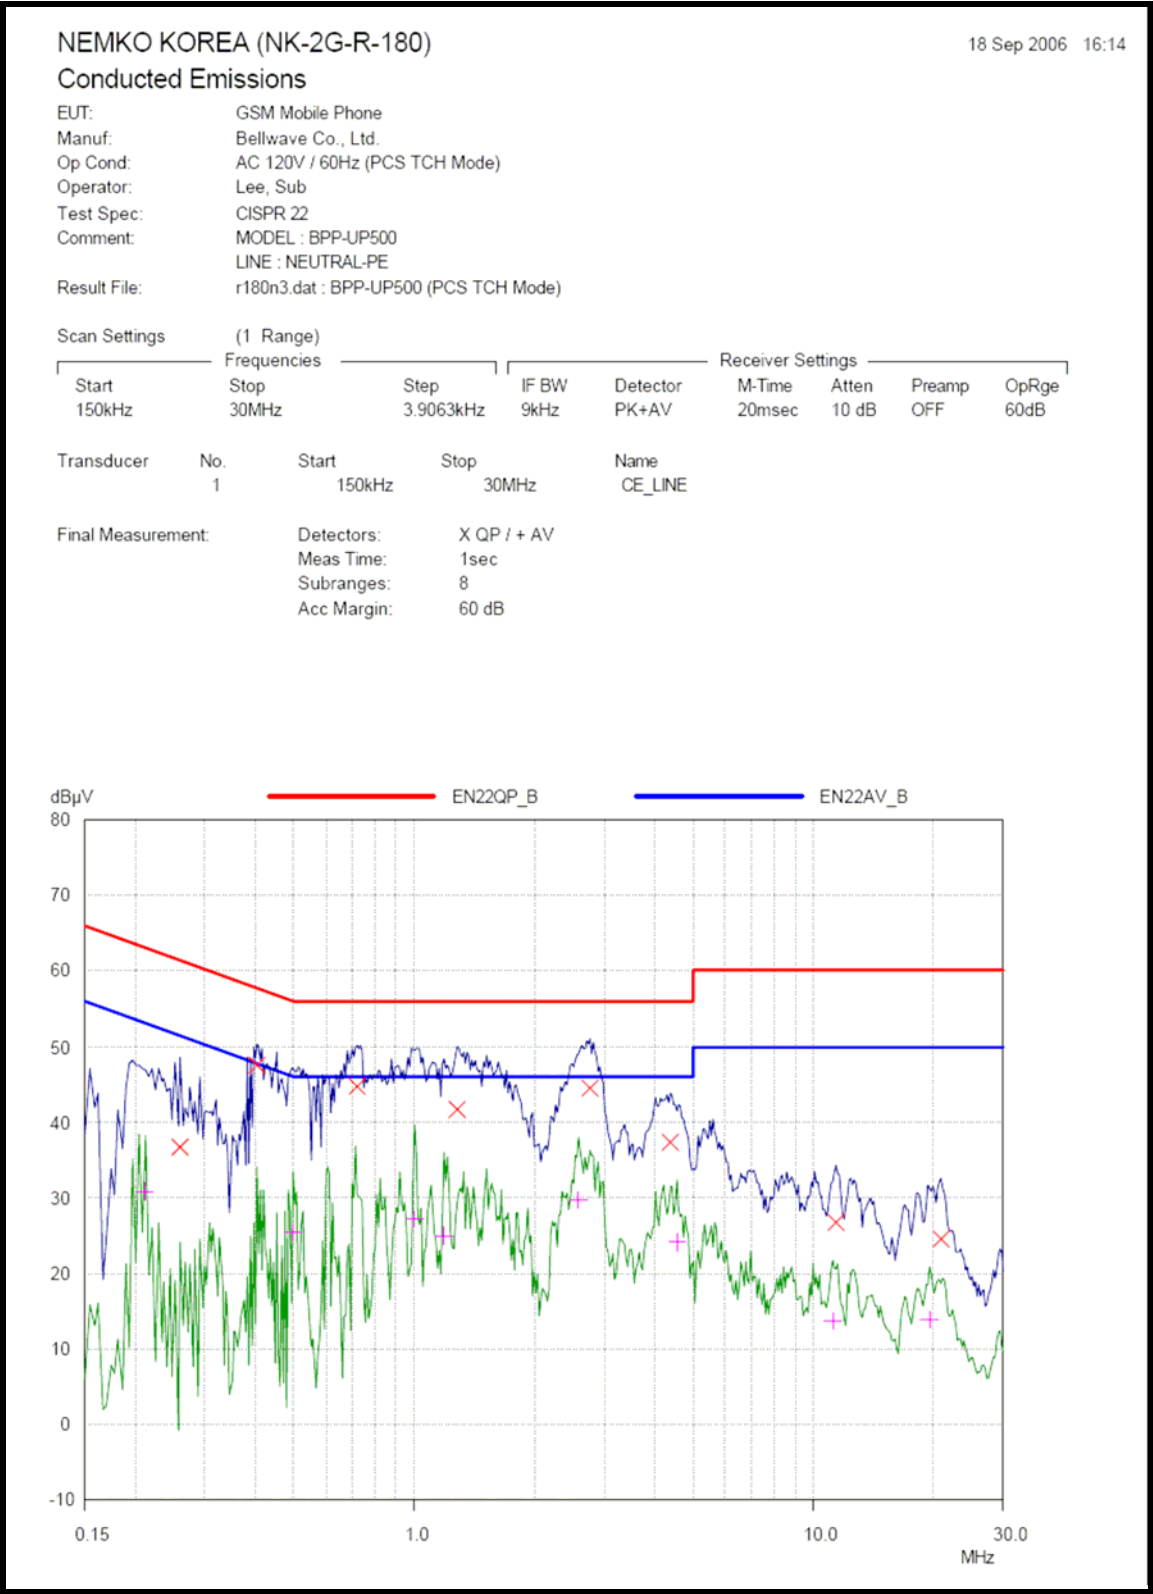 NEMKO KOREA (NK-2G-R-180) 18 Sep 2006 16:14
Conducted Emissions
EUT: GSM Mobile Phone
Manuf: Bellwave Co., Ltd.
Op Cond: AC 120V / 60Hz (PCS TCH Mode)
Operator: Lee, Sub
Test Spec: CISPR 22
Comment: MODEL : BPP-UP500
LINE : NEUTRAL-PE
Result File: r180n3.dat : BPP-UP500 (PCS TCH Mode)
Scan Settings (1 Range)
Frequencies Receiver Settings
Start Stop Step IF BW Detector M-Time Atten Preamp OpRge
150kHz 30MHz 3.9063kHz 9kHz PK+AV 20msec 10 dB OFF 60dB
Transducer No. Start Stop Name
1 150kHz 30MHz CE_LINE
Final Measurement: Detectors: X QP / + AV
Meas Time: 1sec
Subranges: 8
Acc Margin: 60 dB
dBµV EN22QP_B EN22AV_B
80
70
60
50
40
30
20
10
0
-10
0.15 1.0 10.0 30.0
MHz